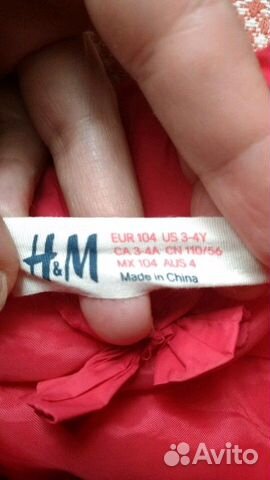 H&M
EUR 104 US 3-4Y
CA 3-4A CN 110/56
MX 104 AUS 4
Made in China
Avito